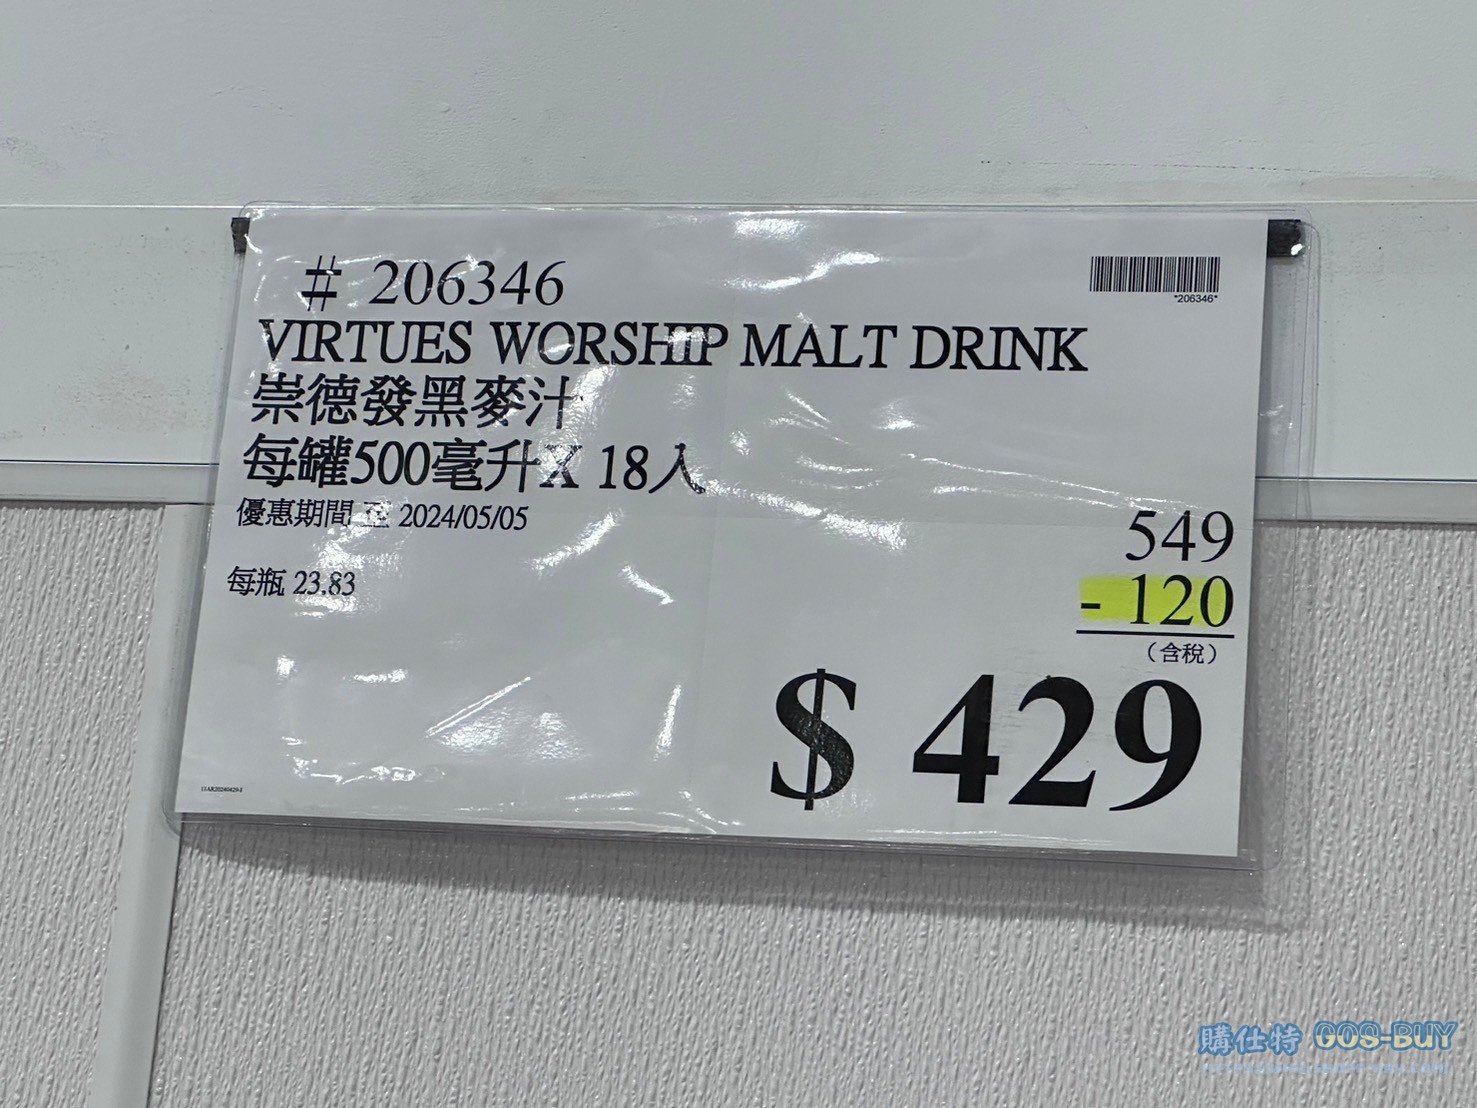 # 206346
*206346*
VIRTUES WORSHIP MALT DRINK
崇德發黑麥汁
每罐500毫升X 18入
優惠期間 至 2024/05/05
每瓶 23.83
549
- 120
(含稅)
$ 429
購仕特 GOS-BUY